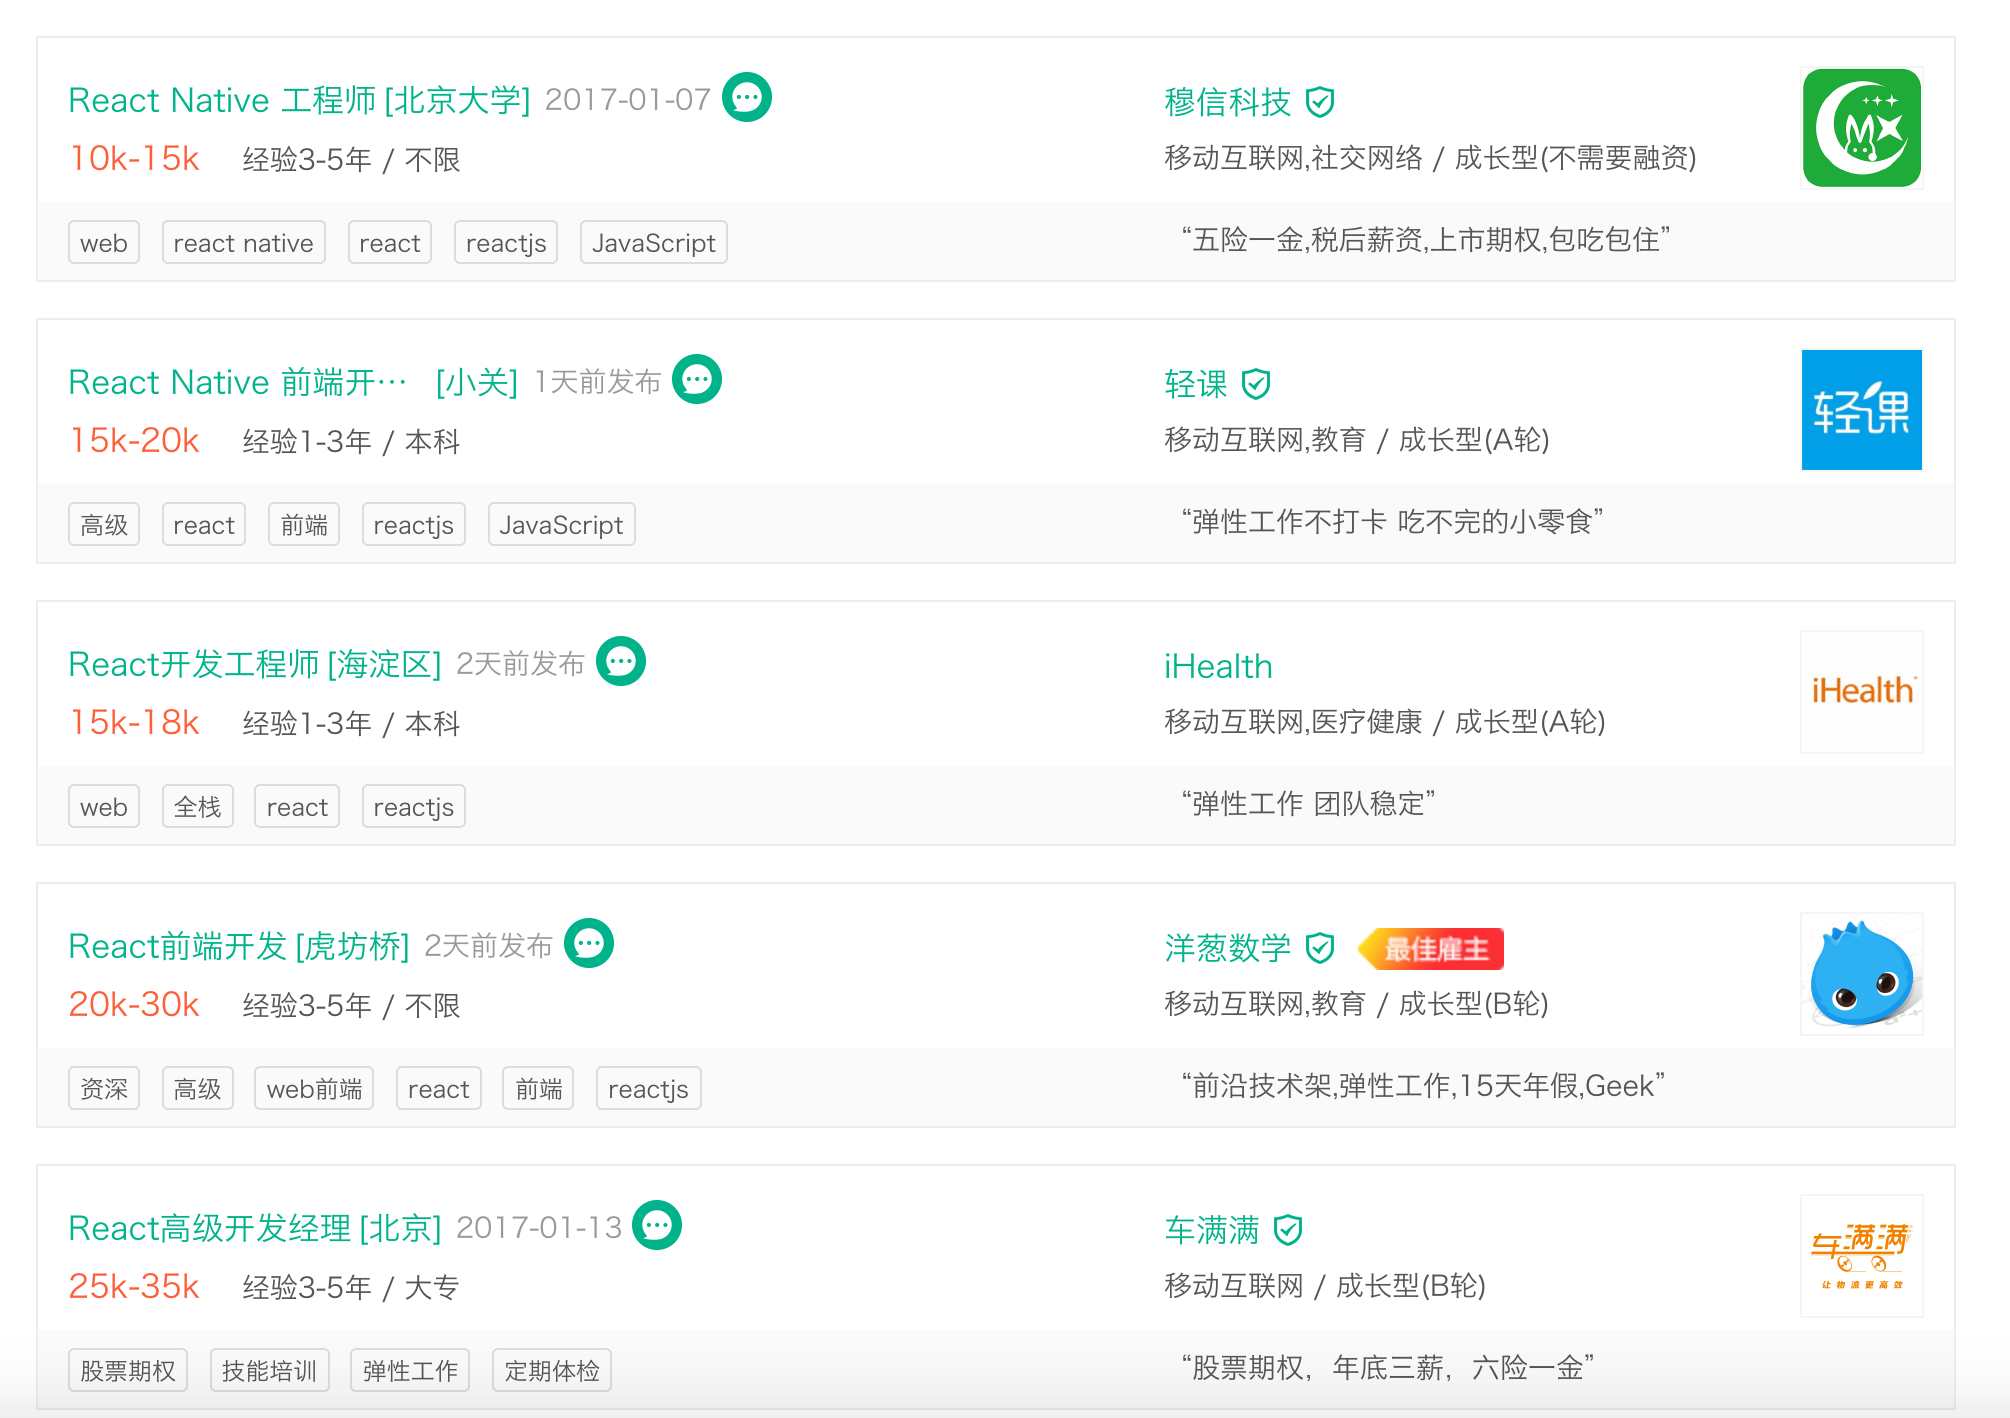 React Native 工程师 [北京大学] 2017-01-07
10k-15k 经验3-5年 / 不限
穆信科技
移动互联网,社交网络 / 成长型(不需要融资)
MX
web react native react reactjs JavaScript
“五险一金,税后薪资,上市期权,包吃包住”
React Native 前端开… [小关] 1天前发布
15k-20k 经验1-3年 / 本科
轻课
移动互联网,教育 / 成长型(A轮)
轻课
高级 react 前端 reactjs JavaScript
“弹性工作不打卡 吃不完的小零食”
React开发工程师 [海淀区] 2天前发布
15k-18k 经验1-3年 / 本科
iHealth
移动互联网,医疗健康 / 成长型(A轮)
iHealth
web 全栈 react reactjs
“弹性工作 团队稳定”
React前端开发 [虎坊桥] 2天前发布
20k-30k 经验3-5年 / 不限
洋葱数学 最佳雇主
移动互联网,教育 / 成长型(B轮)
资深 高级 web前端 react 前端 reactjs
“前沿技术架,弹性工作,15天年假,Geek”
React高级开发经理 [北京] 2017-01-13
25k-35k 经验3-5年 / 大专
车满满
移动互联网 / 成长型(B轮)
车满满
让物流更高效
股票期权 技能培训 弹性工作 定期体检
“股票期权，年底三薪，六险一金”